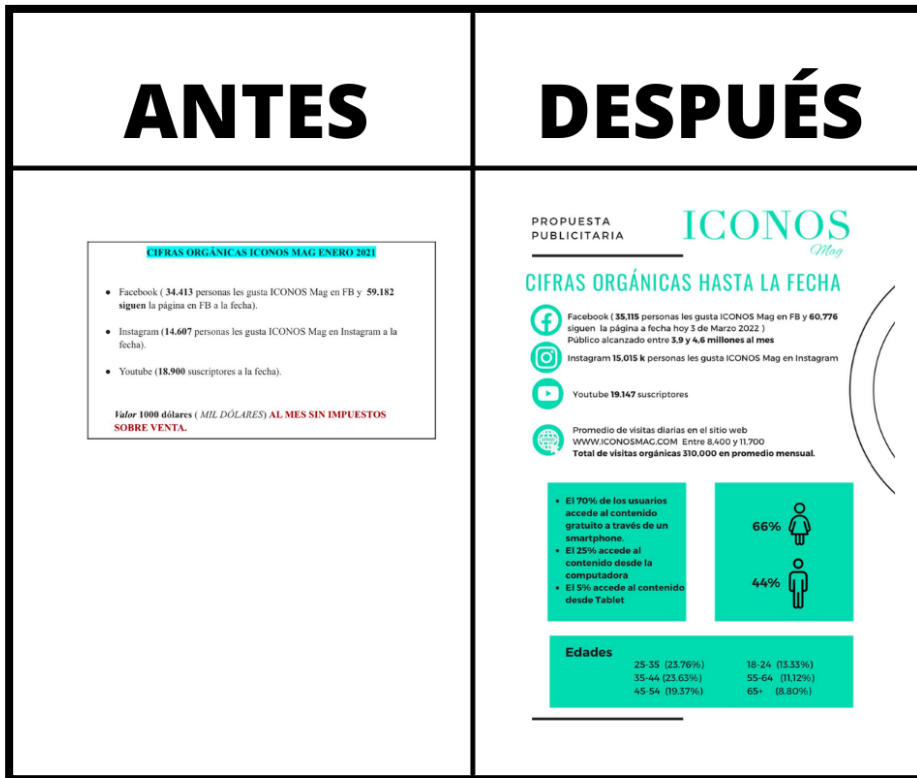 ANTES
DESPUÉS
CIFRAS ORGÁNICAS ICONOS MAG ENERO 2021
● Facebook ( 34.413 personas les gusta ICONOS Mag en FB y 59.182
siguen la página en FB a la fecha).
● Instagram (14.607 personas les gusta ICONOS Mag en Instagram a la
fecha).
● Youtube (18.900 suscriptores a la fecha).
Valor 1000 dólares ( MIL DÓLARES) AL MES SIN IMPUESTOS
SOBRE VENTA.
PROPUESTA
PUBLICITARIA
ICONOS
Mag
CIFRAS ORGÁNICAS HASTA LA FECHA
Facebook ( 35,115 personas les gusta ICONOS Mag en FB y 60,776
siguen la página a fecha hoy 3 de Marzo 2022 )
Público alcanzado entre 3,9 y 4,6 millones al mes
Instagram 15,015 k personas les gusta ICONOS Mag en Instagram
Youtube 19.147 suscriptores
Promedio de visitas diarias en el sitio web
WWW.ICONOSMAG.COM Entre 8,400 y 11.700
Total de visitas orgánicas 310,000 en promedio mensual.
• El 70% de los usuarios
accede al contenido
gratuito a través de un
smartphone.
• El 25% accede al
contenido desde la
computadora
• El 5% accede al contenido
desde Tablet
66%
44%
Edades
25-35 (23.76%) 18-24 (13.33%)
35-44 (23.63%) 55-64 (11,12%)
45-54 (19.37%) 65+ (8.80%)